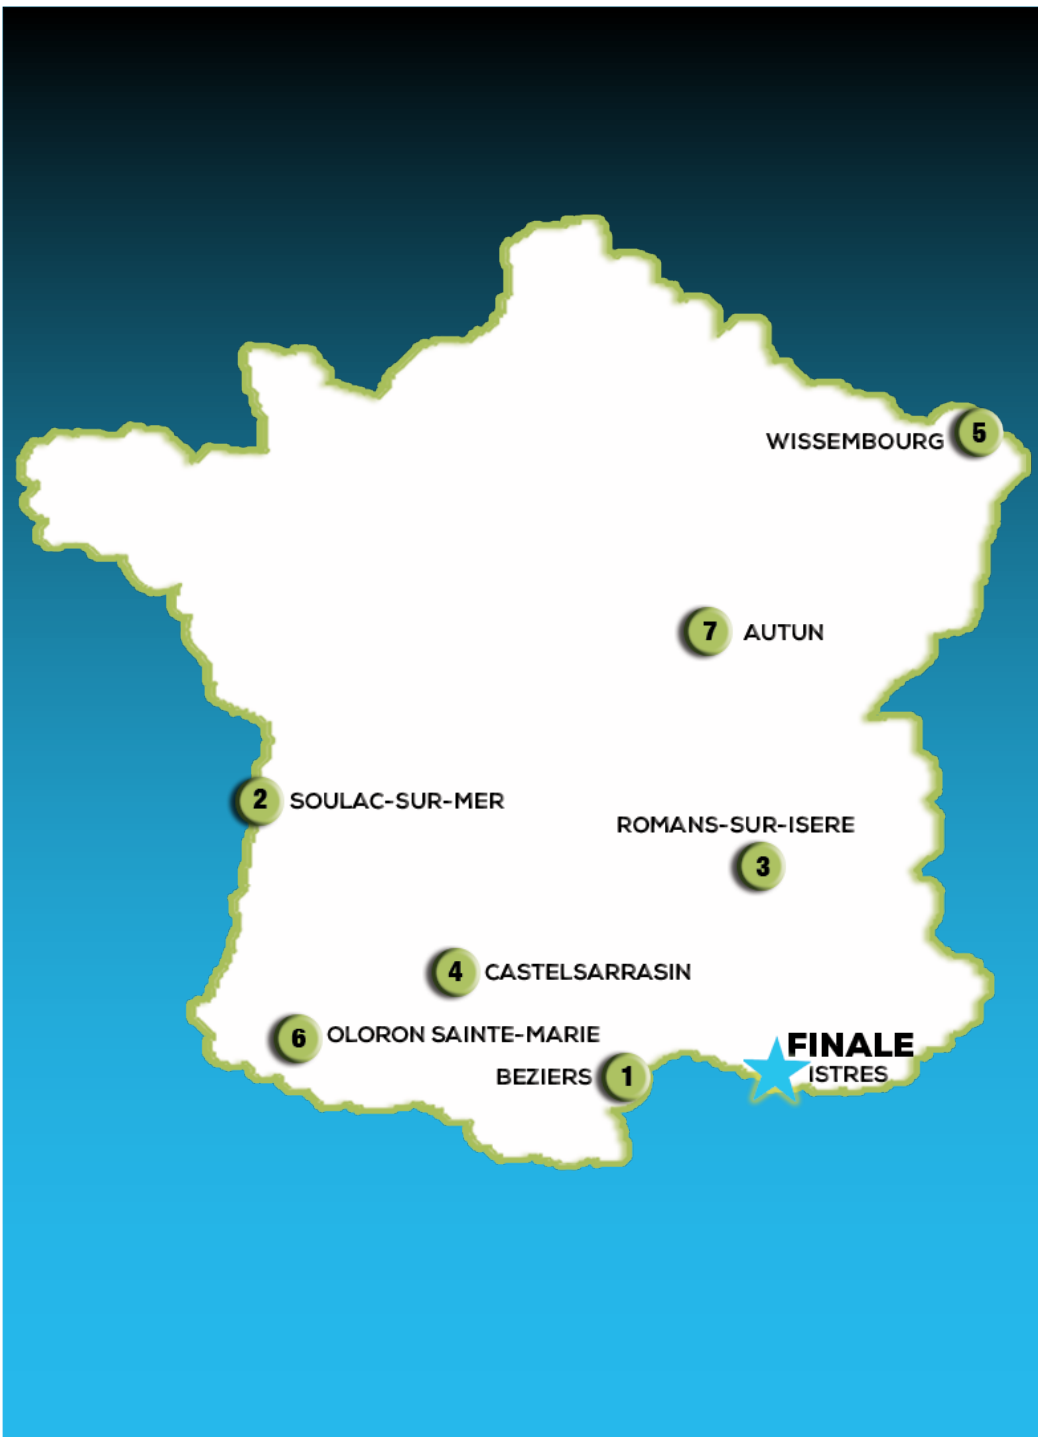 WISSEMBOURG 5
7 AUTUN
2 SOULAC-SUR-MER
ROMANS-SUR-ISERE
3
4 CASTELSARRASIN
6 OLORON SAINTE-MARIE
FINALE
ISTRES
BEZIERS 1